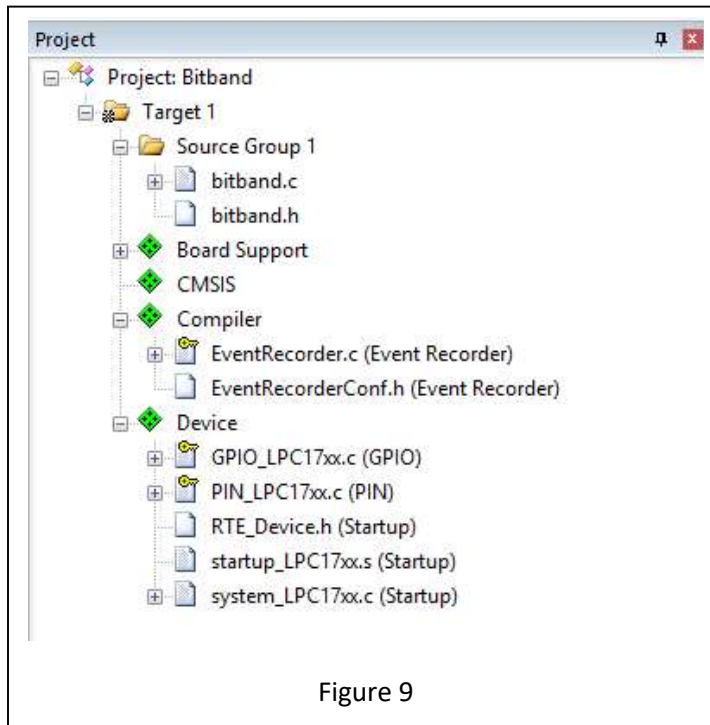 Project
Project: Bitband
Target 1
Source Group 1
bitband.c
bitband.h
Board Support
CMSIS
Compiler
EventRecorder.c (Event Recorder)
EventRecorderConf.h (Event Recorder)
Device
GPIO_LPC17xx.c (GPIO)
PIN_LPC17xx.c (PIN)
RTE_Device.h (Startup)
startup_LPC17xx.s (Startup)
system_LPC17xx.c (Startup)
Figure 9